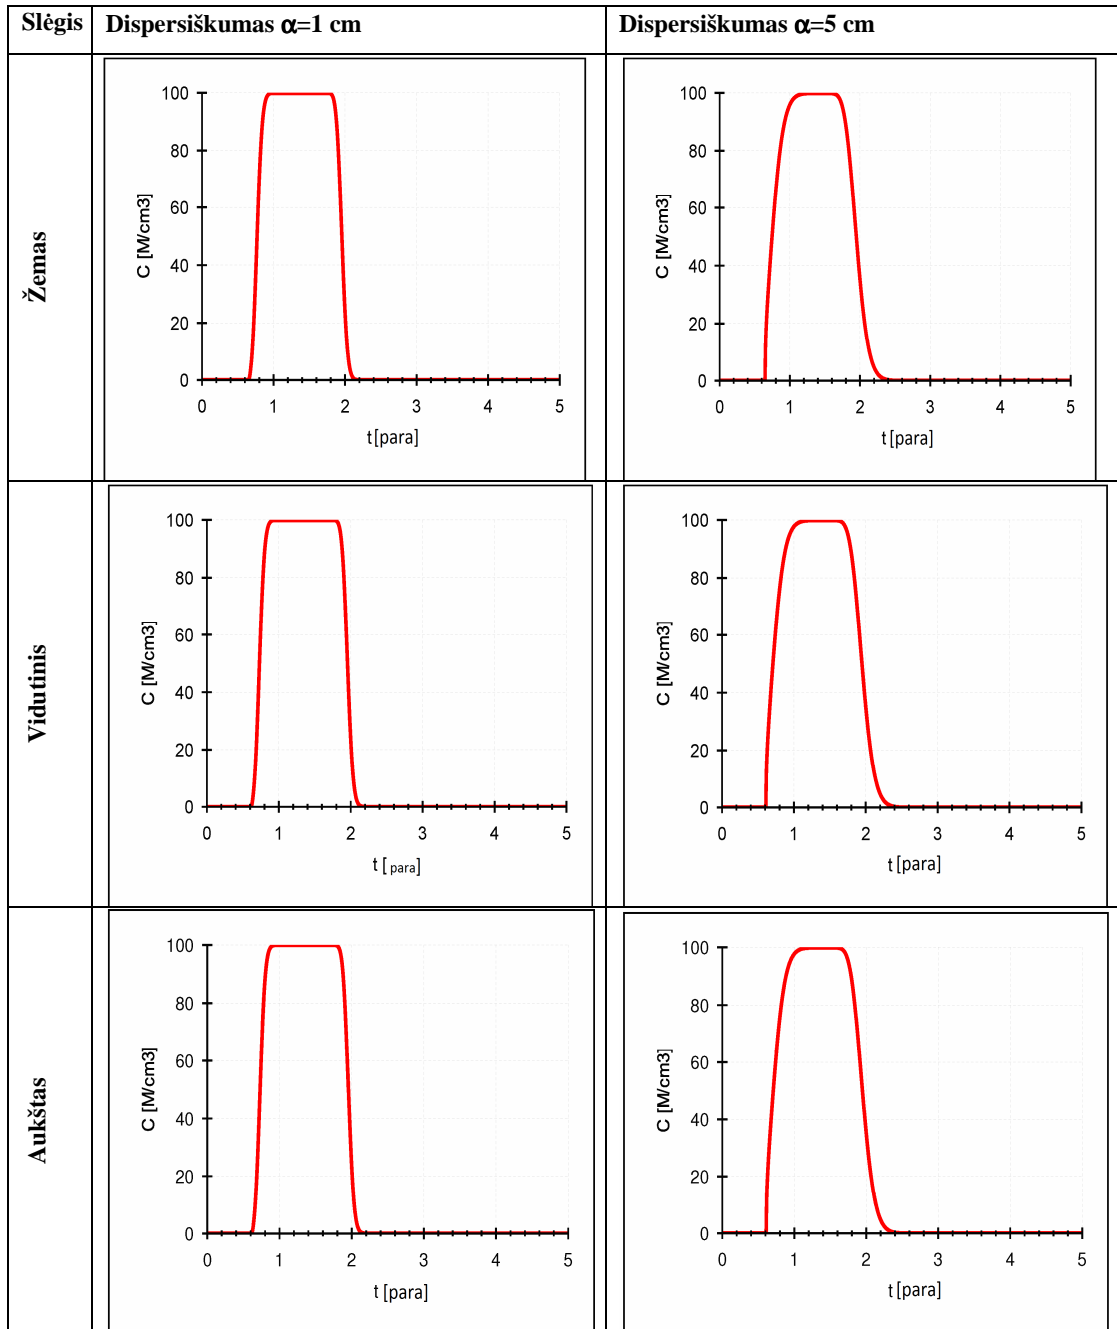 Slėgis Dispersiškumas α=1 cm Dispersiškumas α=5 cm
Žemas
100
80
60
40
20
0
C [M/cm3]
0 1 2 3 4 5
t[para]
100
80
60
40
20
0
C [M/cm3]
0 1 2 3 4 5
t[para]
Vidutinis
100
80
60
40
20
0
C [M/cm3]
0 1 2 3 4 5
t [para]
100
80
60
40
20
0
C [M/cm3]
0 1 2 3 4 5
t[para]
Aukštas
100
80
60
40
20
0
C [M/cm3]
0 1 2 3 4 5
t [para]
100
80
60
40
20
0
C [M/cm3]
0 1 2 3 4 5
t[para]